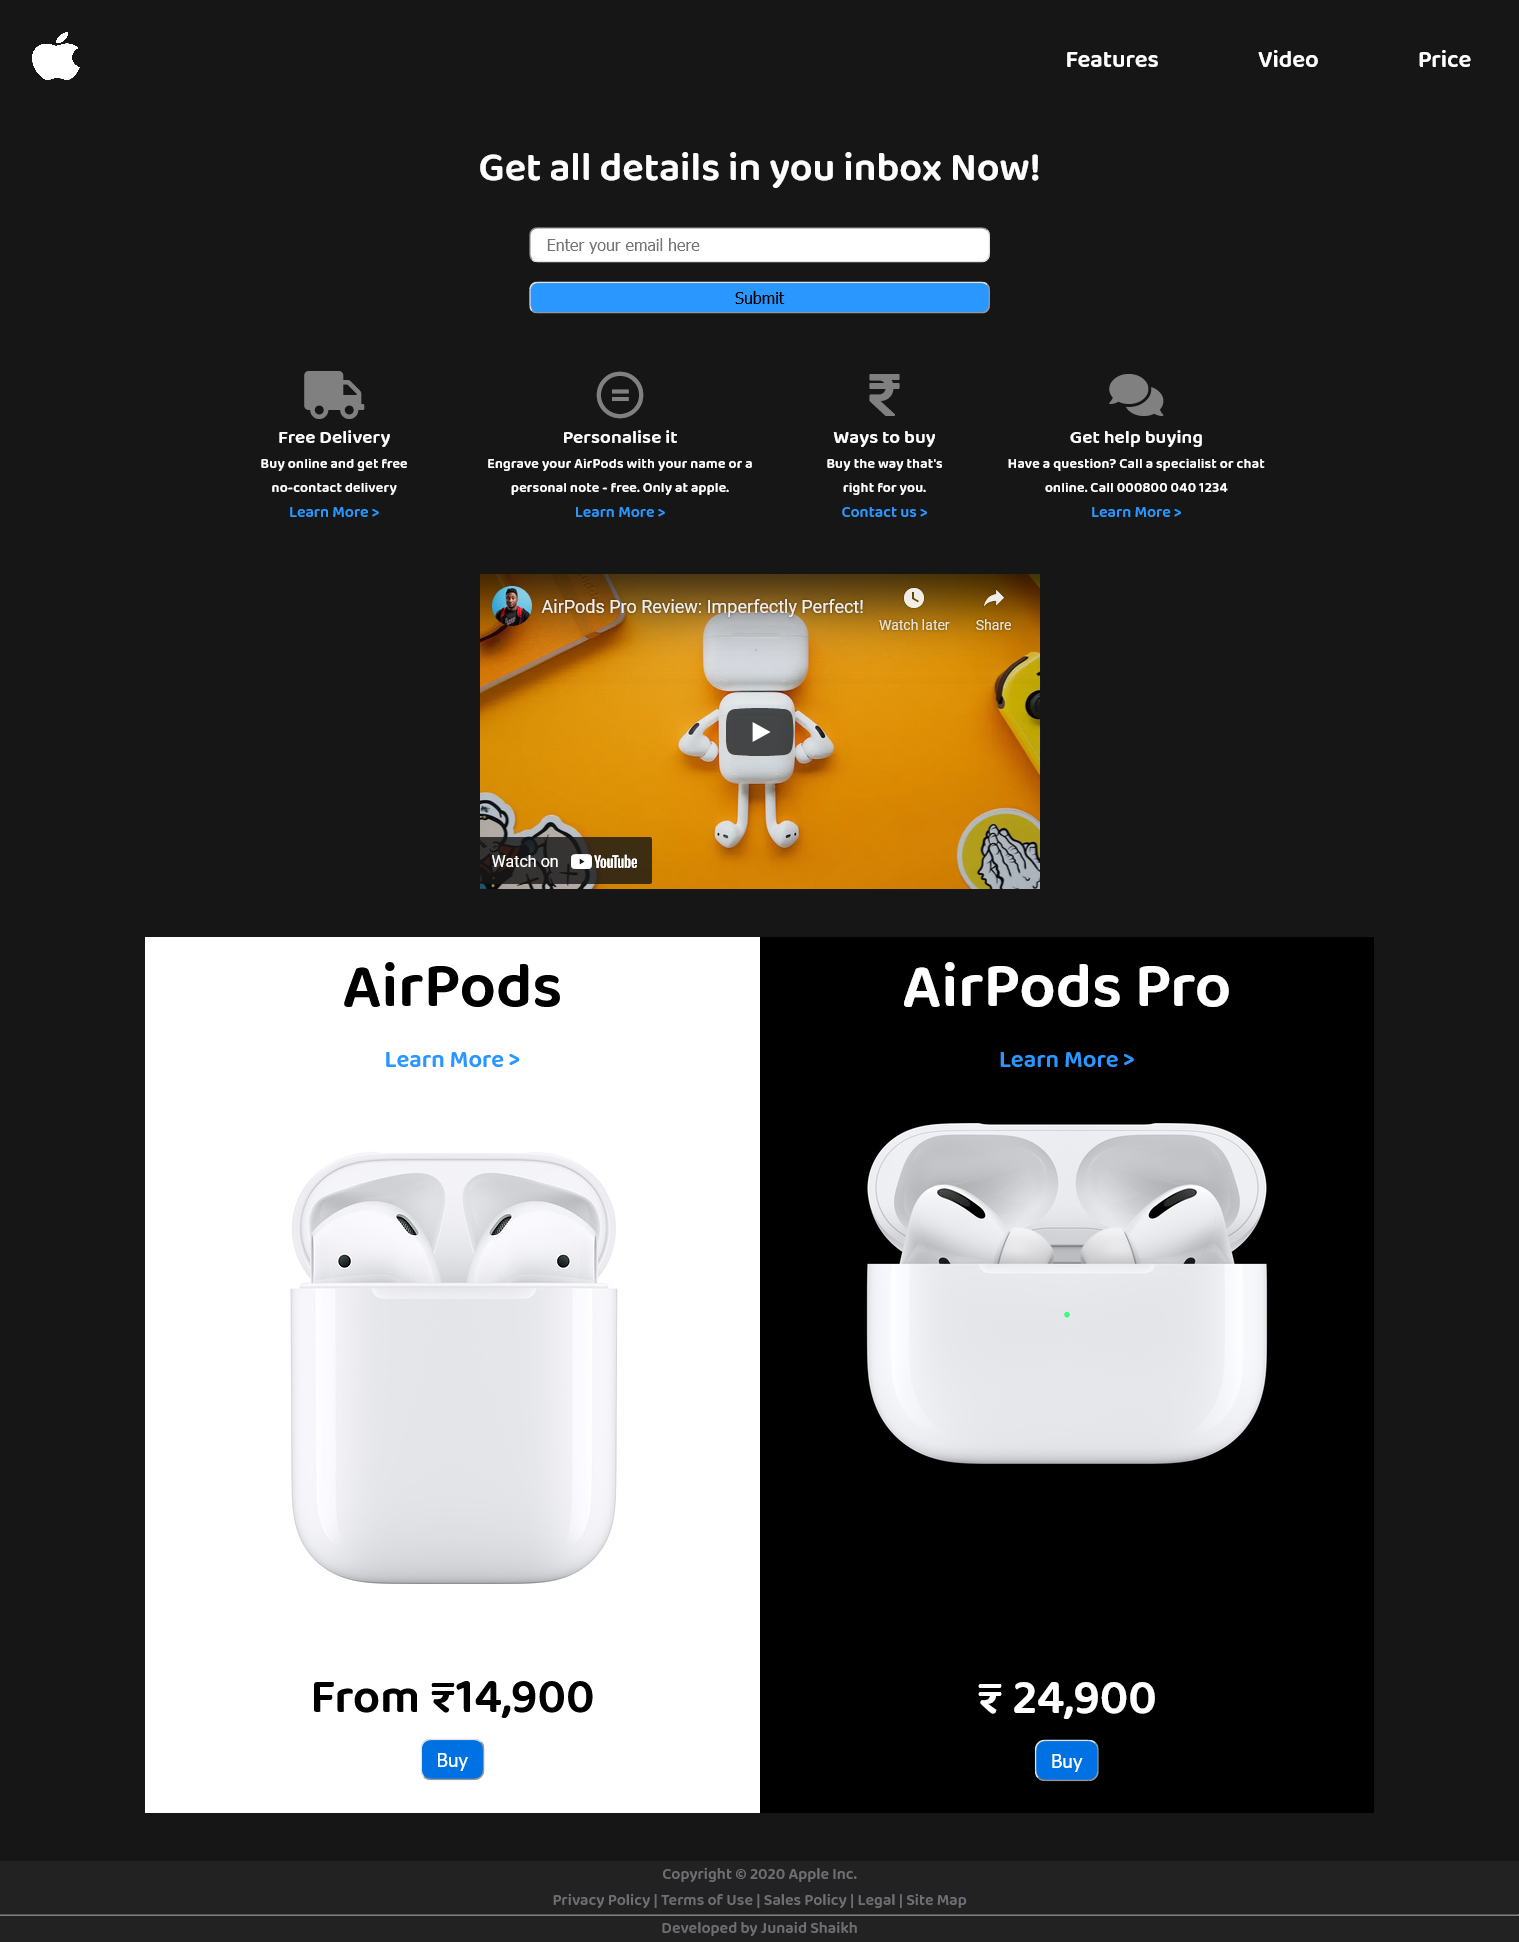 Features
Video
Price
Get all details in you inbox Now!
Enter your email here
Submit
Free Delivery
Buy online and get free
no-contact delivery
Learn More >
Personalise it
Engrave your AirPods with your name or a
personal note - free. Only at apple.
Learn More >
Ways to buy
Buy the way that's
right for you.
Contact us >
Get help buying
Have a question? Call a specialist or chat
online. Call 000800 040 1234
Learn More >
AirPods Pro Review: Imperfectly Perfect!
Watch later
Share
Watch on YouTube
AirPods
Learn More >
From ₹14,900
Buy
AirPods Pro
Learn More >
₹ 24,900
Buy
Copyright © 2020 Apple Inc.
Privacy Policy | Terms of Use | Sales Policy | Legal | Site Map
Developed by Junaid Shaikh